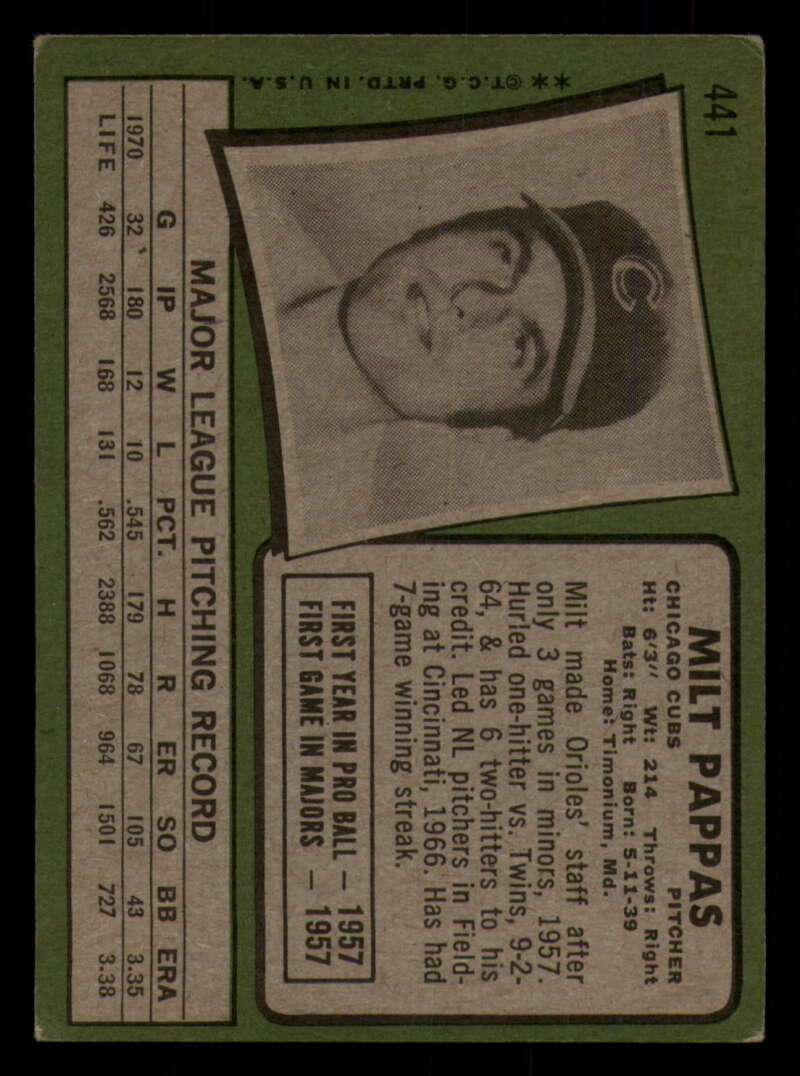 441
** ©T.C.G. PRTD. IN U.S.A.
C
MILT PAPPAS
CHICAGO CUBS PITCHER
Ht: 6'3" Wt: 214 Throws: Right
Bats: Right Born: 5-11-39
Home: Timonium, Md.
Milt made Orioles' staff after
only 3 games in minors, 1957.
Hurled one-hitter vs. Twins, 9-2-
64, & has 6 two-hitters to his
credit. Led NL pitchers in Field-
ing at Cincinnati, 1966. Has had
7-game winning streak.
FIRST YEAR IN PRO BALL — 1957
FIRST GAME IN MAJORS — 1957
MAJOR LEAGUE PITCHING RECORD
G IP W L PCT. H R ER SO BB ERA
1970 32 180 12 10 .545 179 78 67 105 43 3.35
LIFE 426 2568 168 131 .562 2388 1068 964 1501 727 3.38